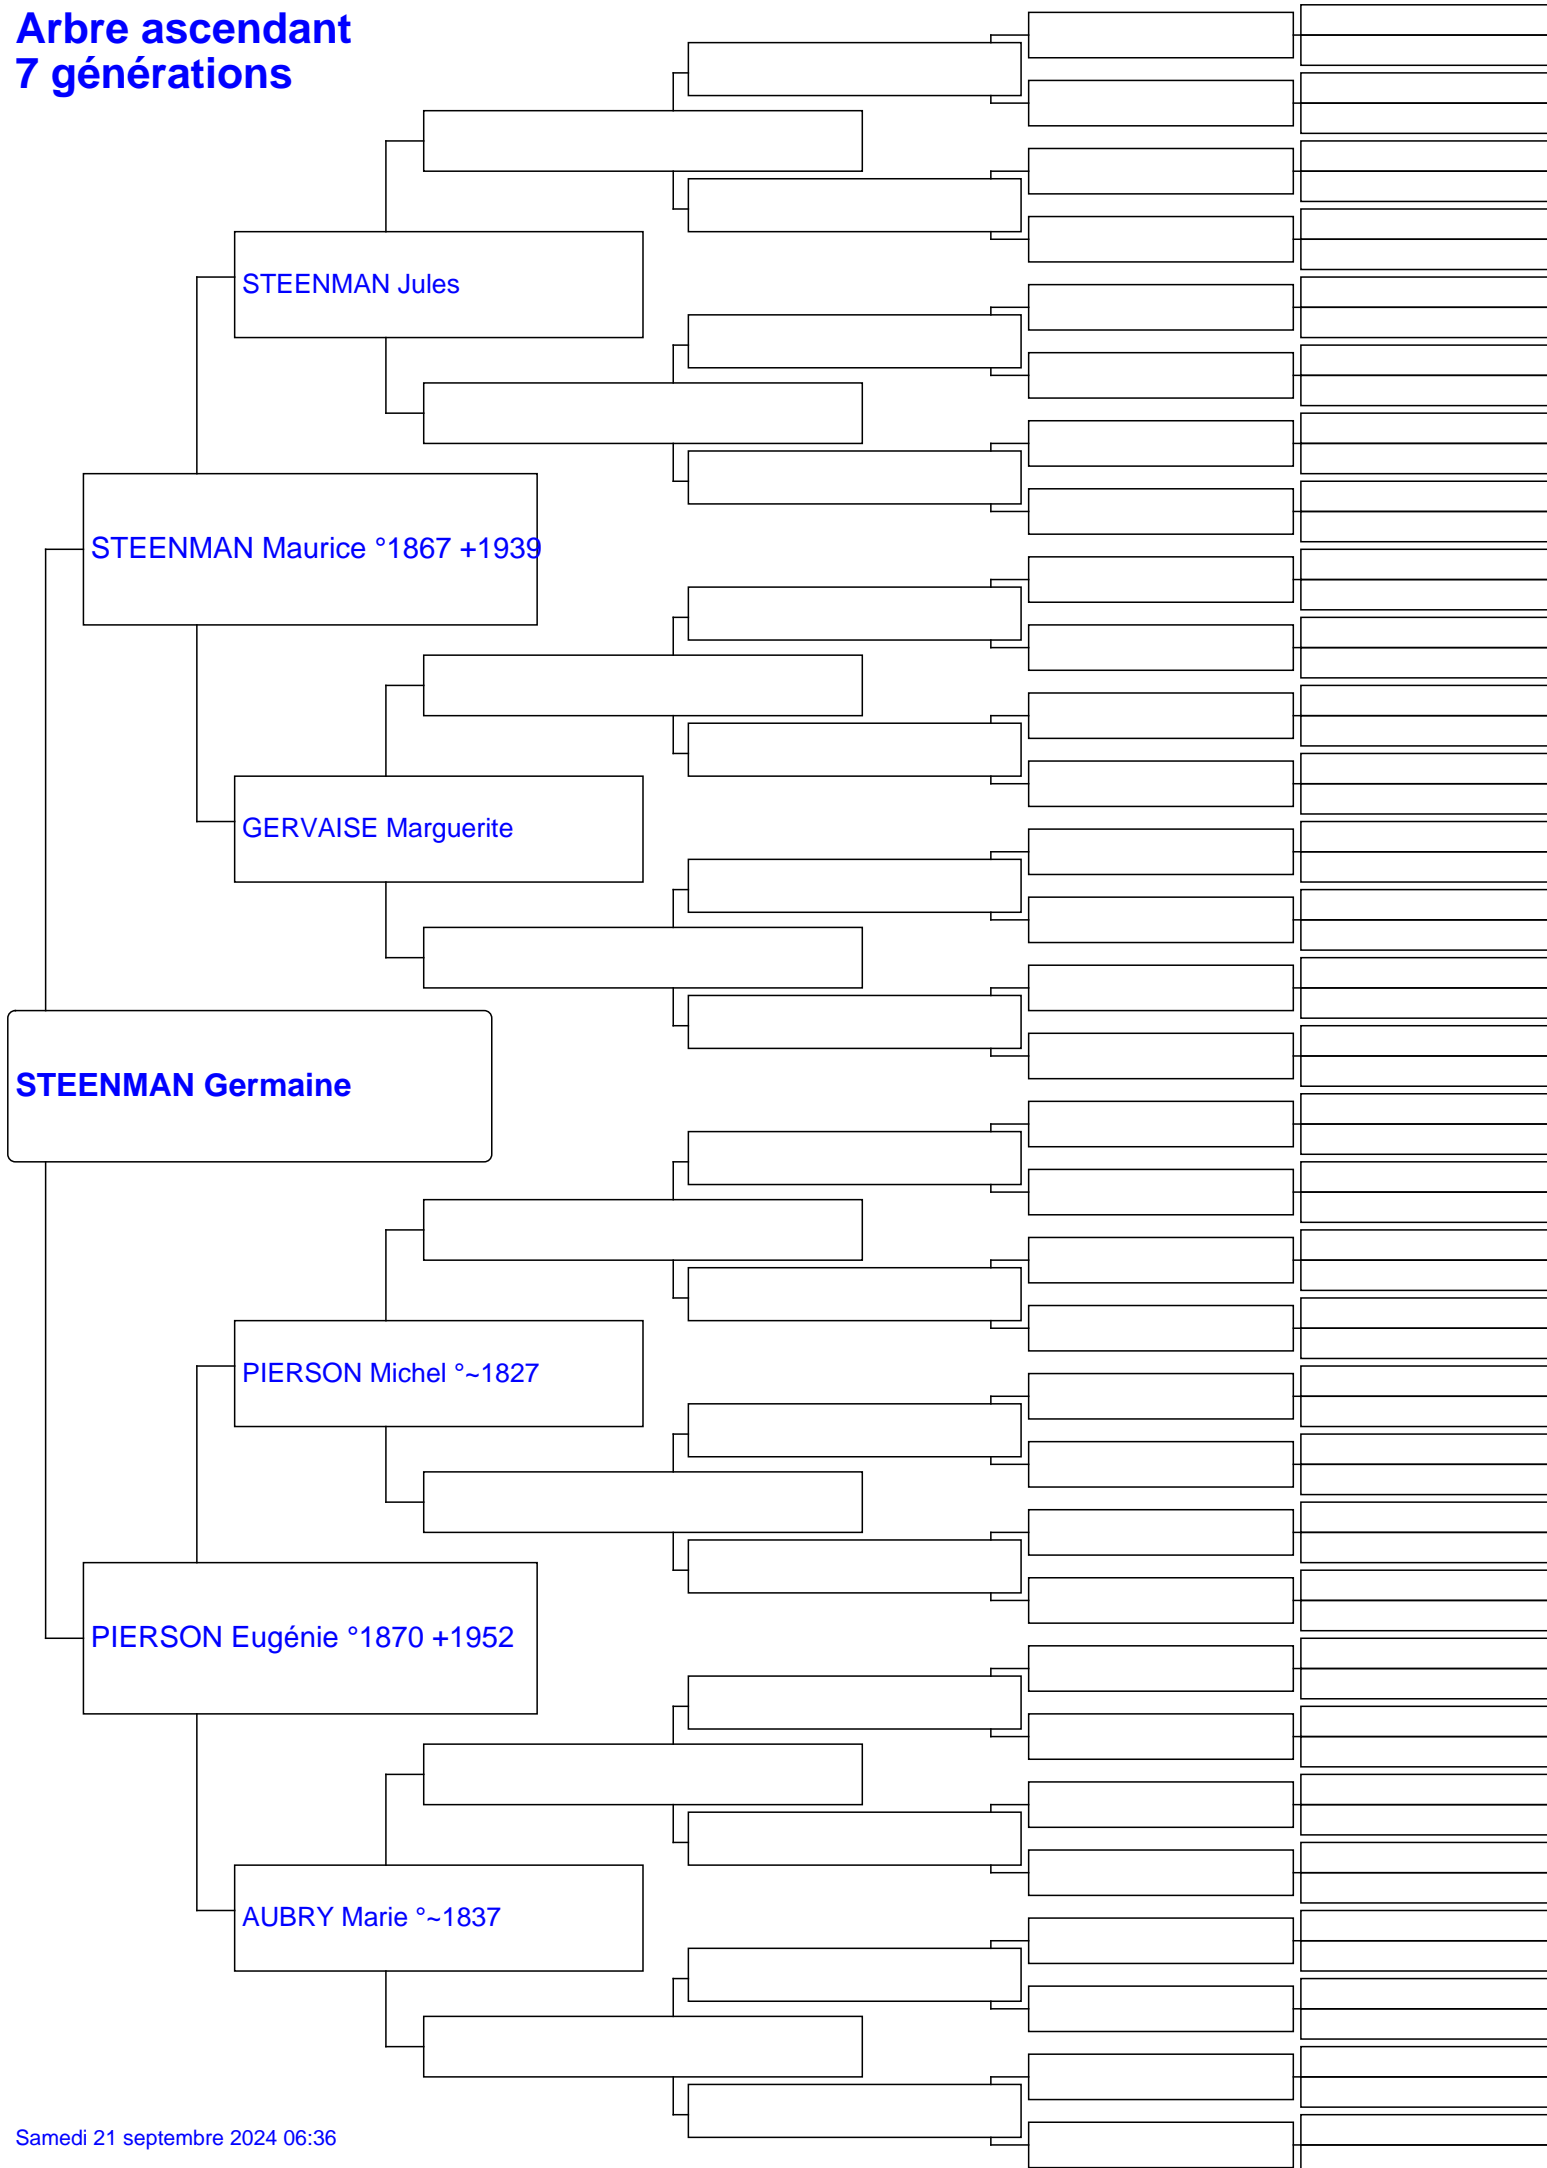 Arbre ascendant
7 générations
STEENMAN Jules
STEENMAN Maurice °1867 +1939
GERVAISE Marguerite
STEENMAN Germaine
PIERSON Michel °~1827
PIERSON Eugénie °1870 +1952
AUBRY Marie °~1837
Samedi 21 septembre 2024 06:36